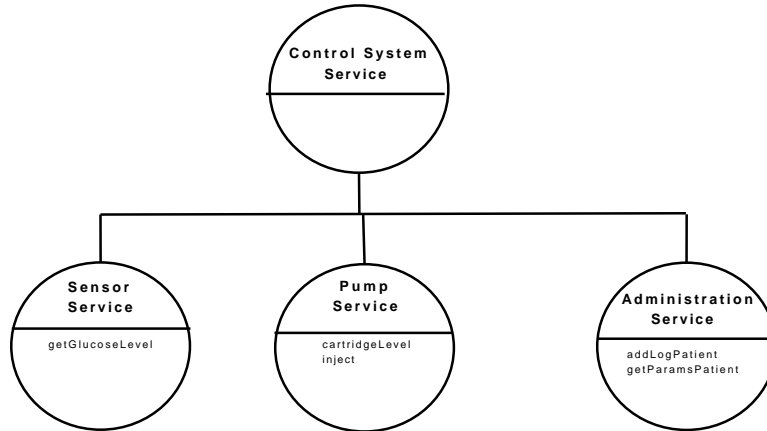 Control System
Service
Sensor
Service
getGlucoseLevel
Pump
Service
cartridgeLevel
inject
Administration
Service
addLogPatient
getParamsPatient